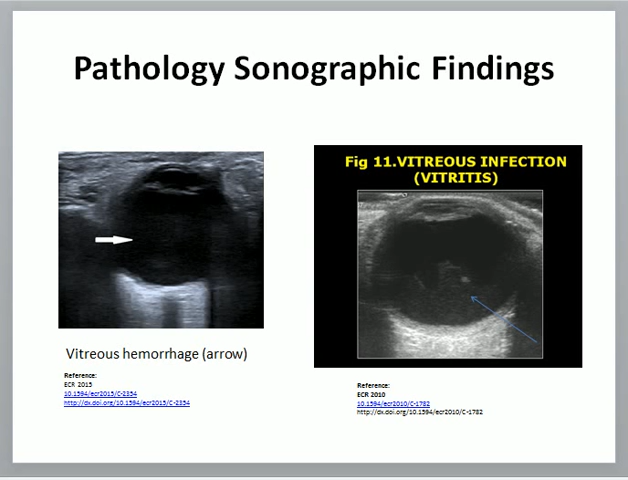 Pathology Sonographic Findings
Fig 11.VITREOUS INFECTION
(VITRITIS)
Vitreous hemorrhage (arrow)
Reference:
ECR 2015
10.1594/ecr2015/C-2354
http://dx.doi.org/10.1594/ecr2015/C-2354
Reference:
ECR 2010
10.1594/ecr2010/C-1782
http://dx.doi.org/10.1594/ecr2010/C-1782